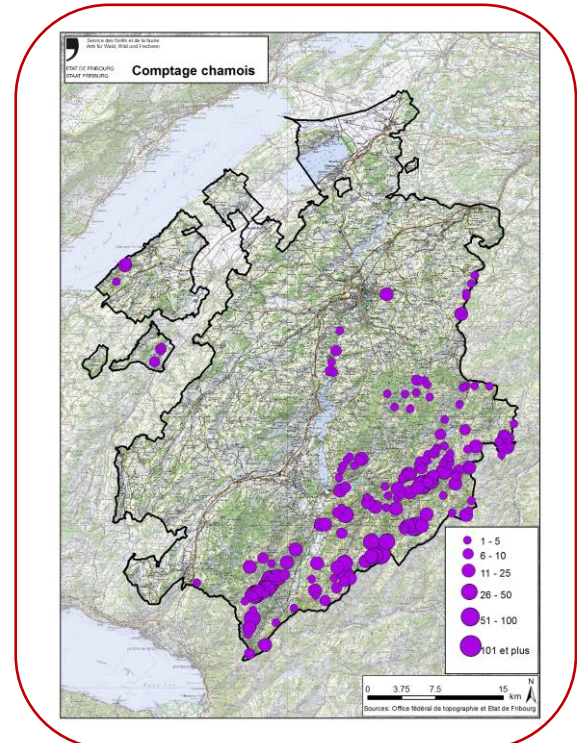 Service des forêts et de la faune
Amt für Wald, Wild und Fischerei
ETAT DE FRIBOURG
STAAT FREIBURG
Comptage chamois
1 - 5
6 - 10
11 - 25
26 - 50
51 - 100
101 et plus
N
0 3.75 7.5 15
km
Sources: Office fédéral de topographie et Etat de Fribourg